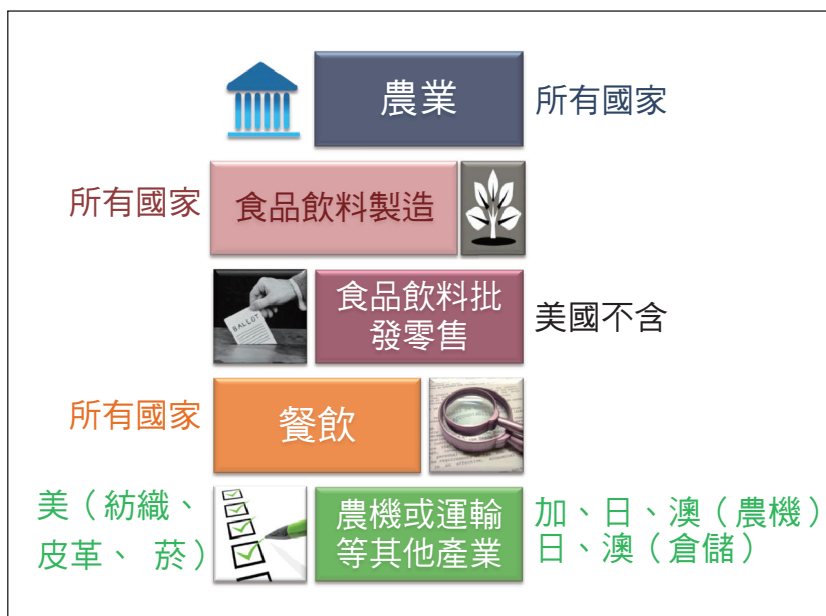 農業
所有國家
所有國家
食品飲料製造
BALLOT
食品飲料批
發零售
美國不含
所有國家
餐飲
美（紡織、
皮革、 菸）
農機或運輸
等其他產業
加、日、澳（農機）
日、澳（倉儲）